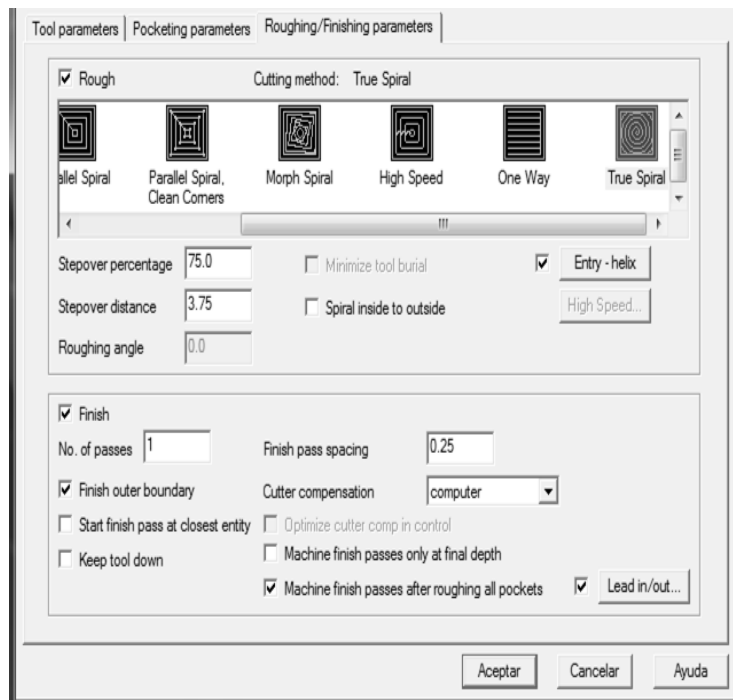 Tool parameters Pocketing parameters Roughing/Finishing parameters
Rough Cutting method: True Spiral
allel Spiral Parallel Spiral, Clean Corners Morph Spiral High Speed One Way True Spiral
Stepover percentage 75.0 Minimize tool burial Entry - helix
Stepover distance 3.75 Spiral inside to outside High Speed...
Roughing angle 0.0
Finish
No. of passes 1 Finish pass spacing 0.25
Finish outer boundary Cutter compensation computer
Start finish pass at closest entity Optimize cutter comp in control
Keep tool down Machine finish passes only at final depth
Machine finish passes after roughing all pockets Lead in/out...
Aceptar Cancelar Ayuda